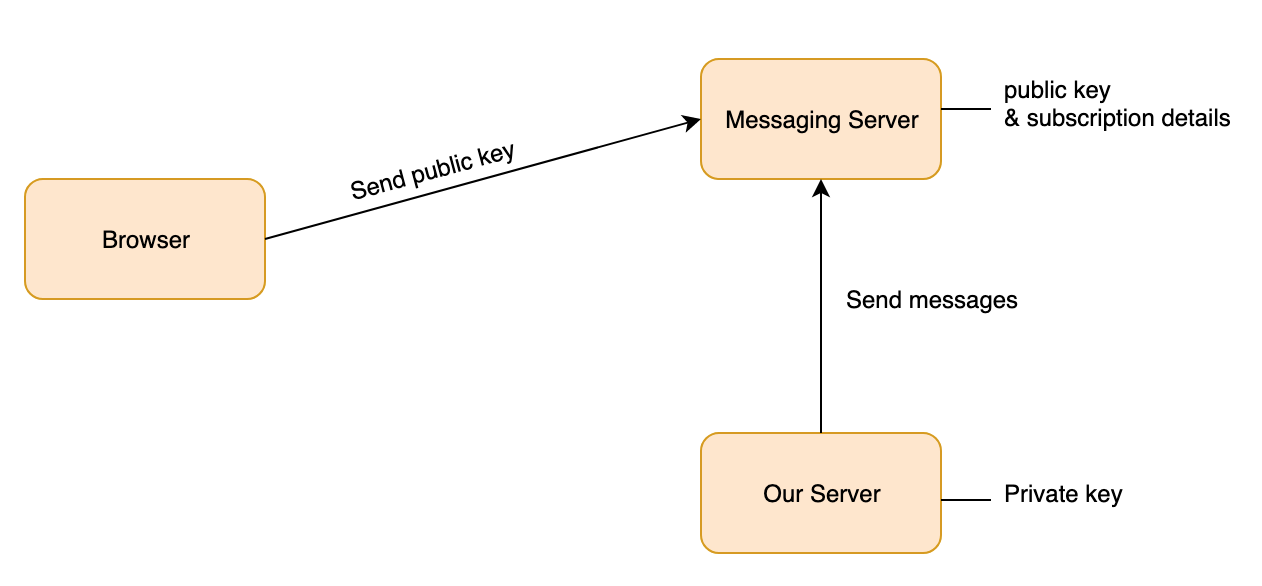 Messaging Server
public key
& subscription details
Send public key
Browser
Send messages
Our Server
Private key